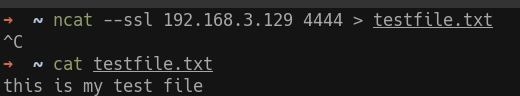 → ~ ncat --ssl 192.168.3.129 4444 > testfile.txt
^C
→ ~ cat testfile.txt
this is my test file